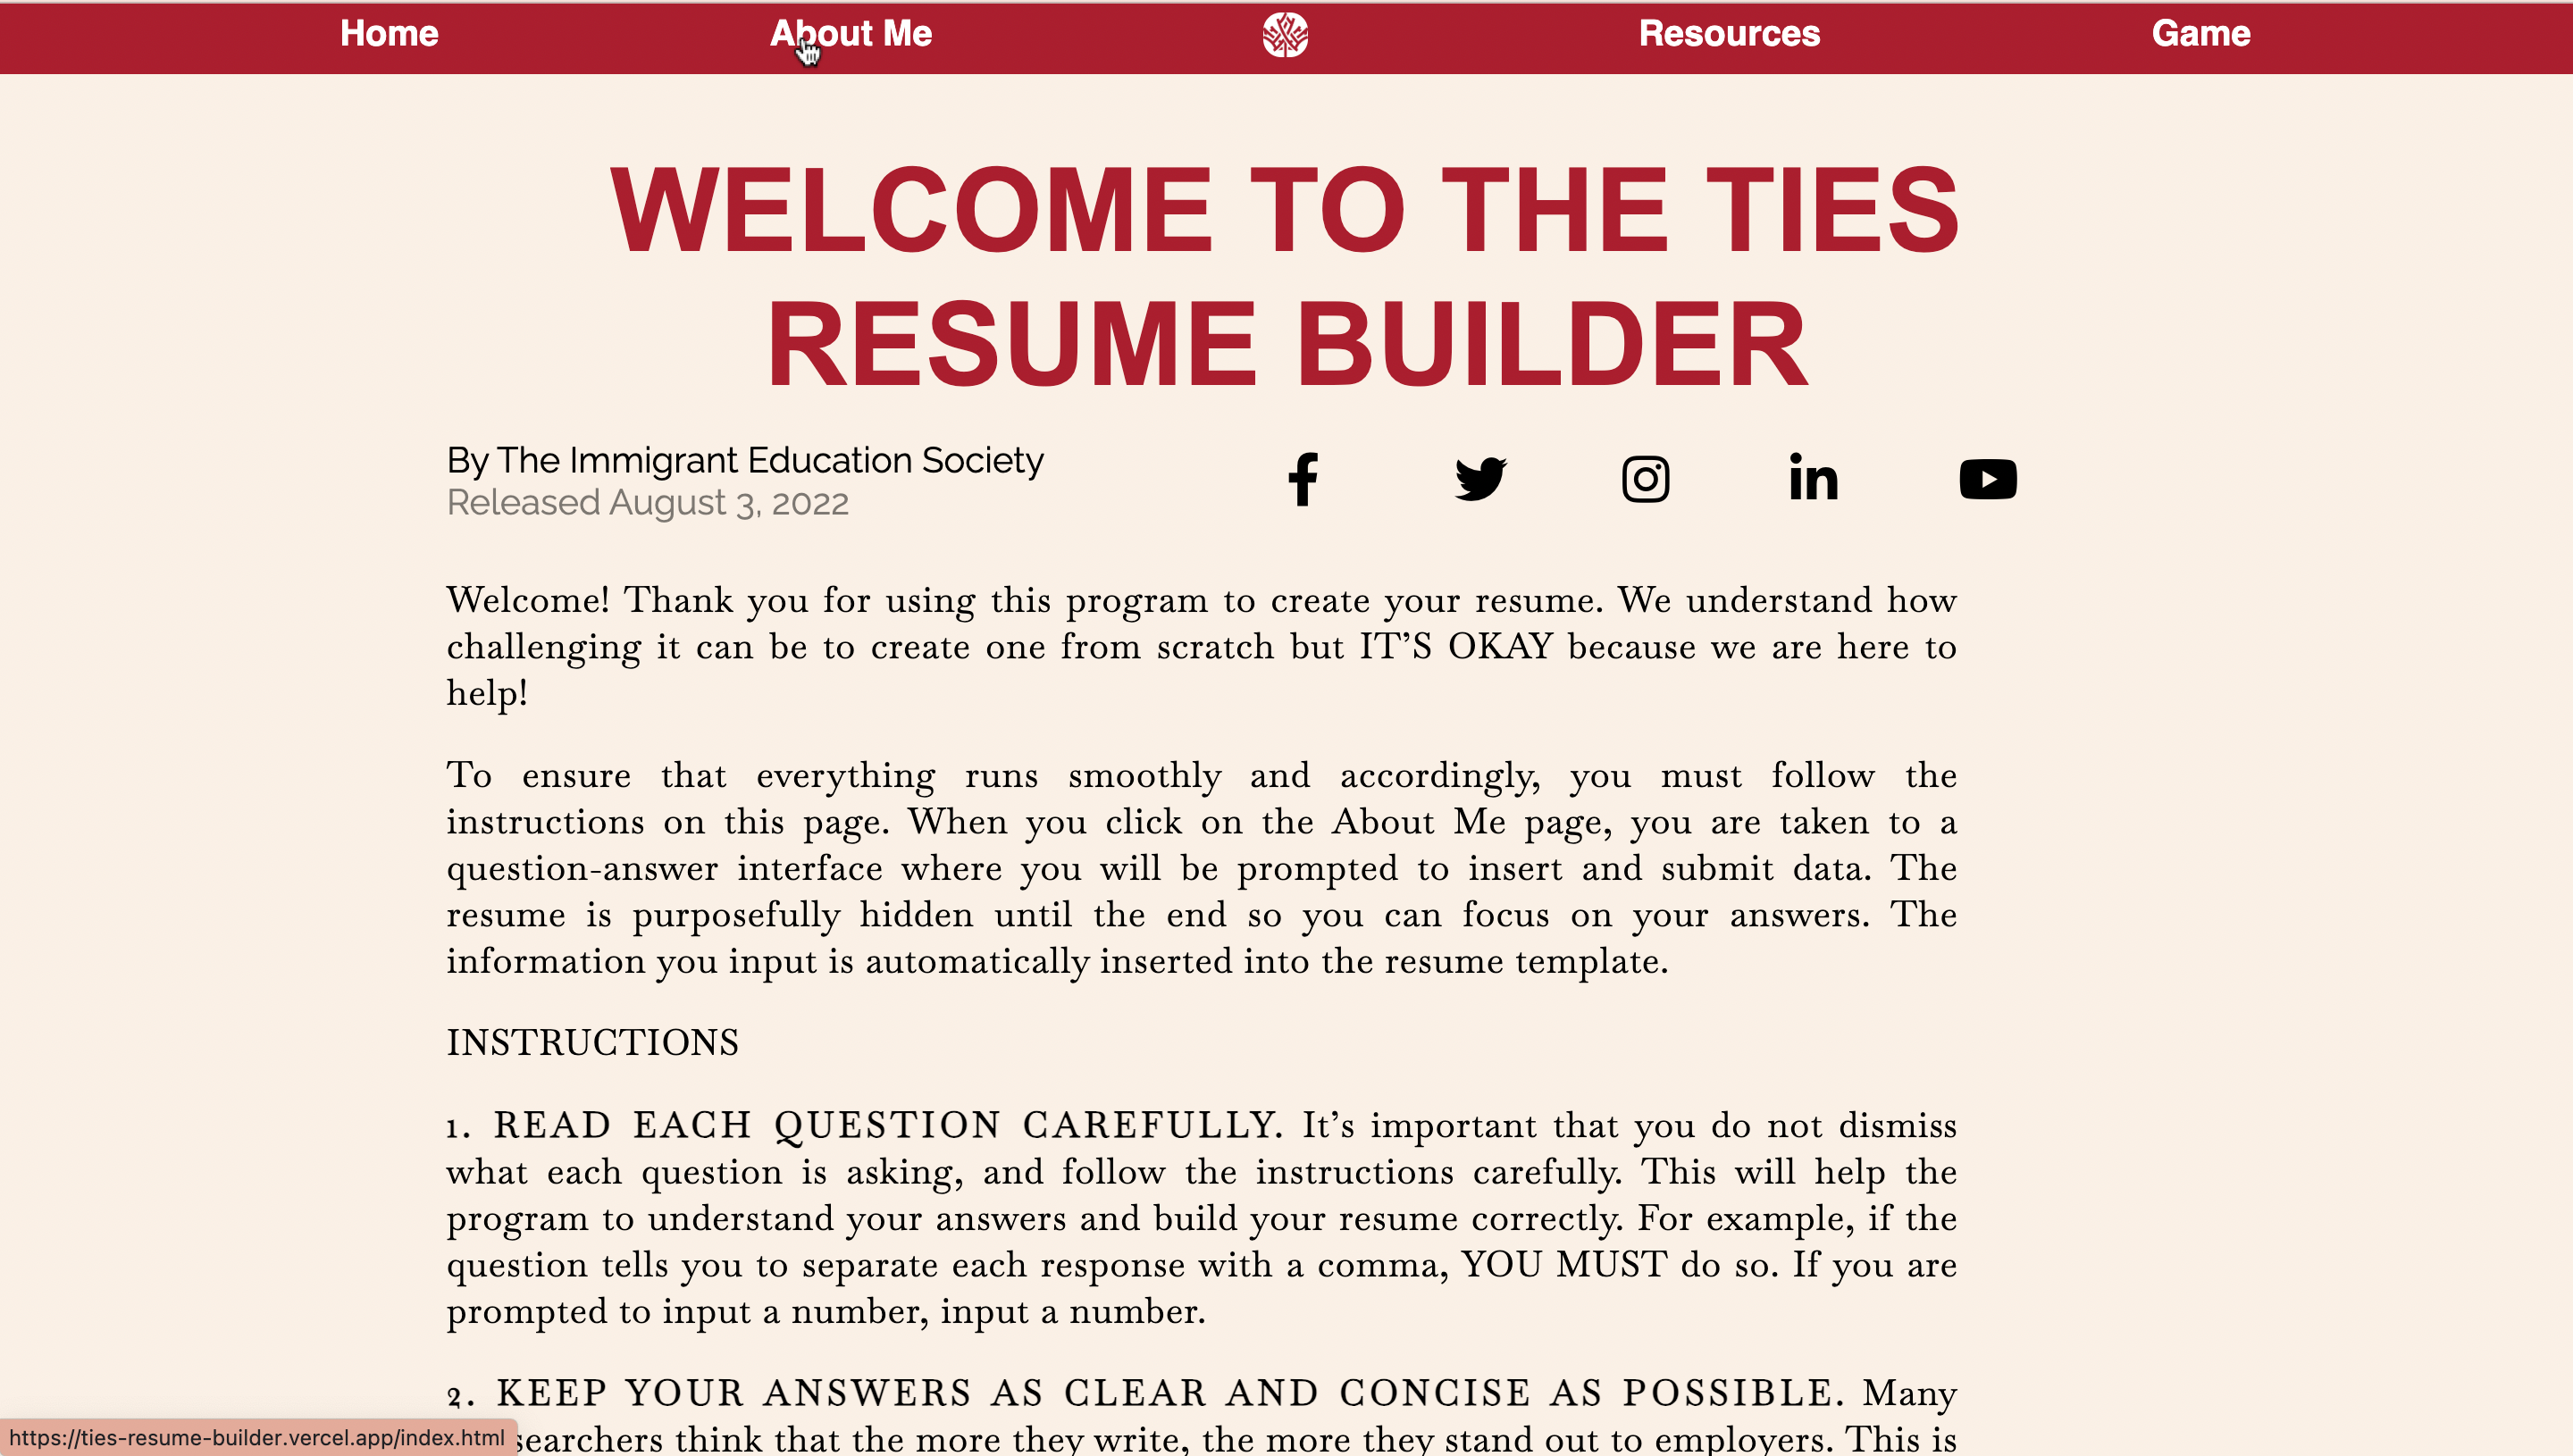 Home About Me Resources Game
WELCOME TO THE TIES
RESUME BUILDER
By The Immigrant Education Society
Released August 3, 2022
Welcome! Thank you for using this program to create your resume. We understand how
challenging it can be to create one from scratch but IT’S OKAY because we are here to
help!
To ensure that everything runs smoothly and accordingly, you must follow the
instructions on this page. When you click on the About Me page, you are taken to a
question-answer interface where you will be prompted to insert and submit data. The
resume is purposefully hidden until the end so you can focus on your answers. The
information you input is automatically inserted into the resume template.
INSTRUCTIONS
1. READ EACH QUESTION CAREFULLY. It’s important that you do not dismiss
what each question is asking, and follow the instructions carefully. This will help the
program to understand your answers and build your resume correctly. For example, if the
question tells you to separate each response with a comma, YOU MUST do so. If you are
prompted to input a number, input a number.
2. KEEP YOUR ANSWERS AS CLEAR AND CONCISE AS POSSIBLE. Many
searchers think that the more they write, the more they stand out to employers. This is
https://ties-resume-builder.vercel.app/index.html